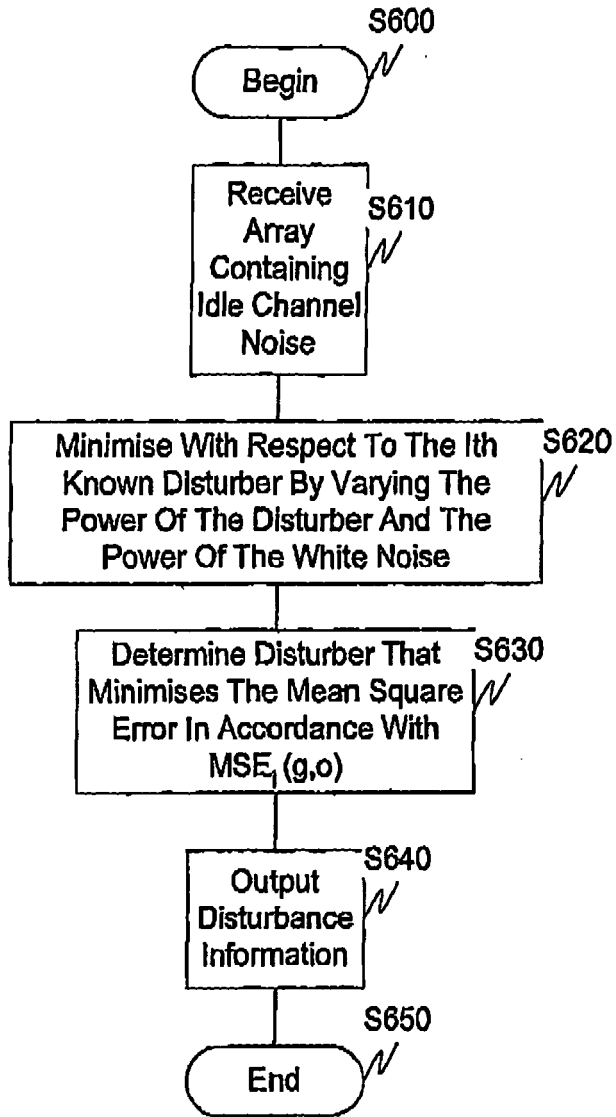 S600
Begin
S610
Receive
Array
Containing
Idle Channel
Noise
S620
Minimise With Respect To The Ith
Known Disturber By Varying The
Power Of The Disturber And The
Power Of The White Noise
S630
Determine Disturber That
Minimises The Mean Square
Error In Accordance With
MSEI (g,o)
S640
Output
Disturbance
Information
S650
End